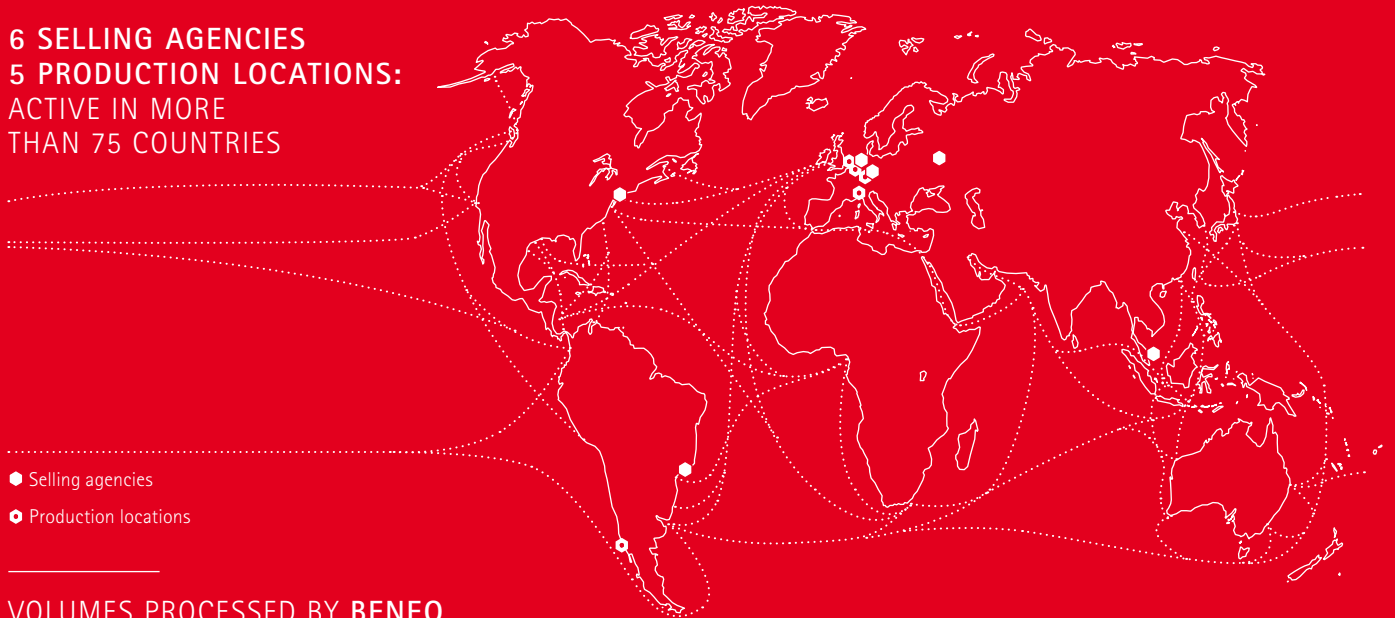 6 SELLING AGENCIES
5 PRODUCTION LOCATIONS:
ACTIVE IN MORE
THAN 75 COUNTRIES
Selling agencies
Production locations
VOLUMES PROCESSED BY BENEO